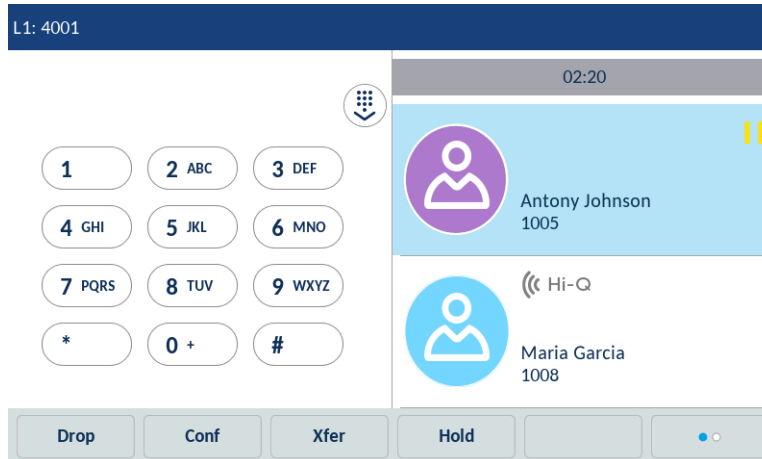 L1: 4001
02:20
1
2 ABC
3 DEF
4 GHI
5 JKL
6 MNO
7 PQRS
8 TUV
9 WXYZ
*
0 +
#
Antony Johnson
1005
Hi-Q
Maria Garcia
1008
Drop
Conf
Xfer
Hold